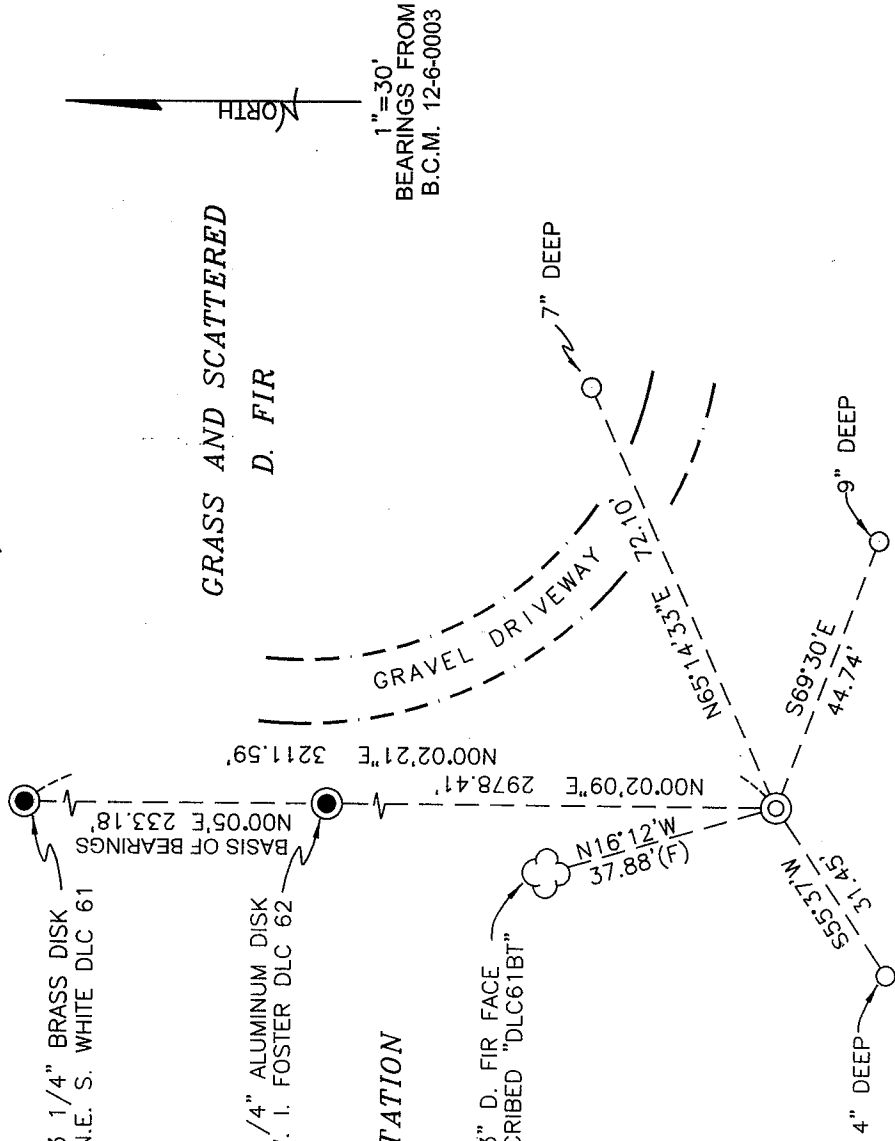 NORTH
1"=30'
BEARINGS FROM
B.C.M. 12-6-0003
GRASS AND SCATTERED
D. FIR
7" DEEP
9" DEEP
GRAVEL DRIVEWAY
N65°14'33"E 72.10'
S69°30'E
44.74'
N00°02'21"E 3211.59'
N00°02'09"E 2978.41'
BASIS OF BEARINGS
N00°05'E 233.18'
1/4" BRASS DISK
N.E. S. WHITE DLC 61
/4" ALUMINUM DISK
. I. FOSTER DLC 62
TATION
" D. FIR FACE
CRIBED "DLC61BT"
N16°12'W
37.88'(F)
S55°37'W
31.45'
4" DEEP